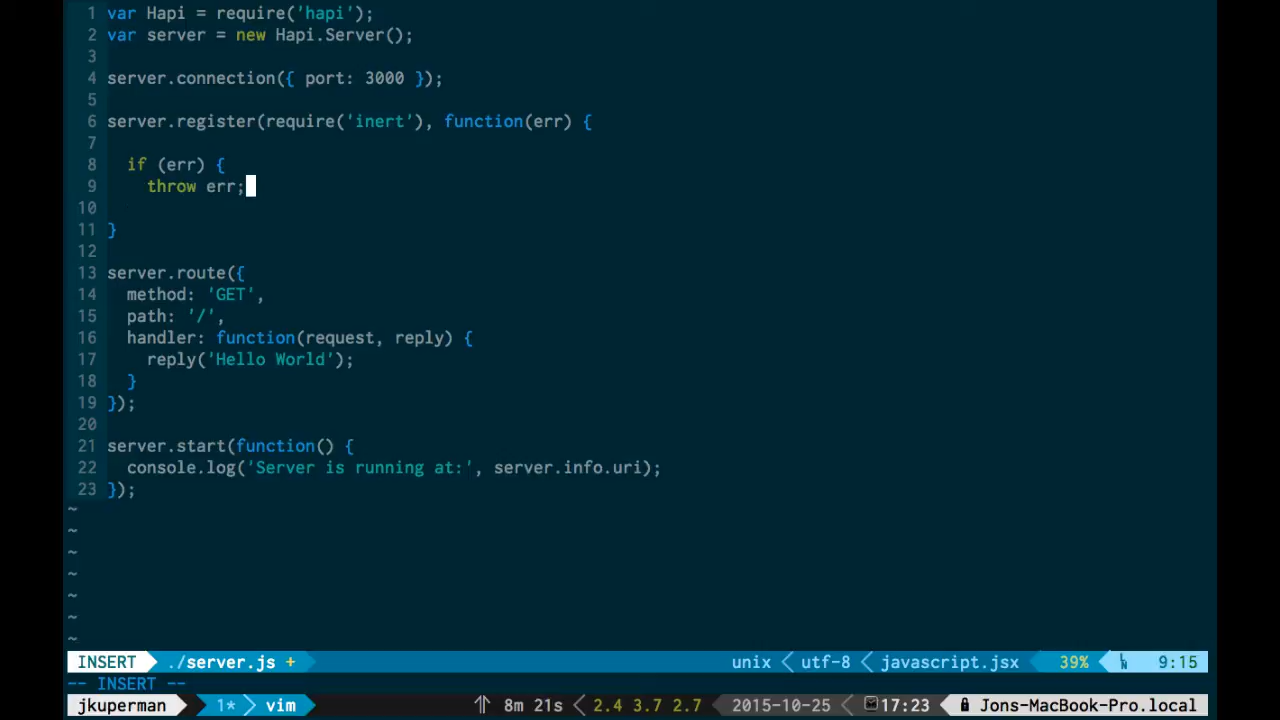 1 var Hapi = require('hapi');
2 var server = new Hapi.Server();
3
4 server.connection({ port: 3000 });
5
6 server.register(require('inert'), function(err) {
7
8   if (err) {
9     throw err;
10
11 }
12
13 server.route({
14   method: 'GET',
15   path: '/',
16   handler: function(request, reply) {
17     reply('Hello World');
18   }
19 });
20
21 server.start(function() {
22   console.log('Server is running at:', server.info.uri);
23 });
~
~
~
~
~
~
~
INSERT ./server.js + unix utf-8 javascript.jsx 39% 9:15
-- INSERT --
jkuperman 1* vim 8m 21s 2.4 3.7 2.7 2015-10-25 17:23 Jons-MacBook-Pro.local